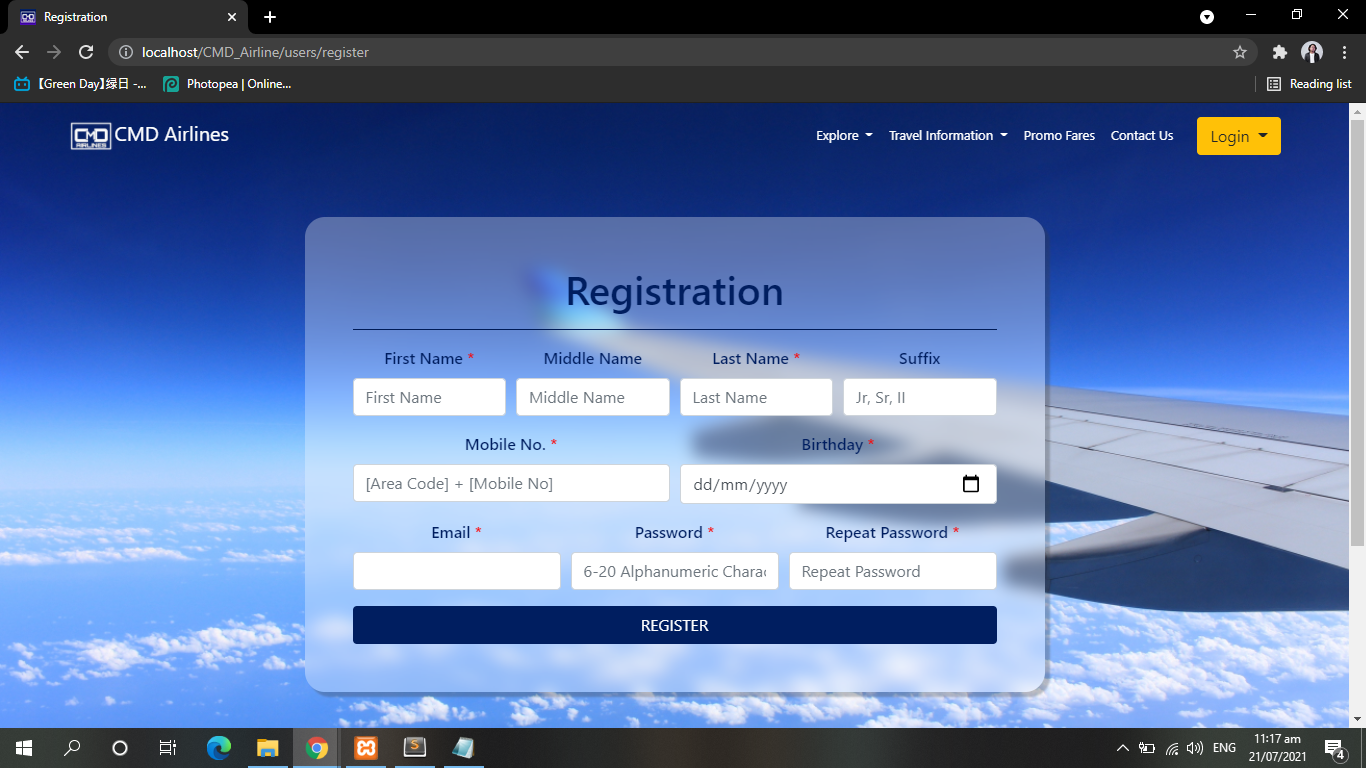 Registration
localhost/CMD_Airline/users/register
【Green Day】绿日 -...
Photopea | Online...
Reading list
CMD AIRLINES
CMD Airlines
Explore
Travel Information
Promo Fares
Contact Us
Login
Registration
First Name *
Middle Name
Last Name *
Suffix
First Name
Middle Name
Last Name
Jr, Sr, II
Mobile No. *
Birthday *
[Area Code] + [Mobile No]
dd/mm/yyyy
Email *
Password *
Repeat Password *
6-20 Alphanumeric Charac
Repeat Password
REGISTER
ENG
11:17 am
21/07/2021
4